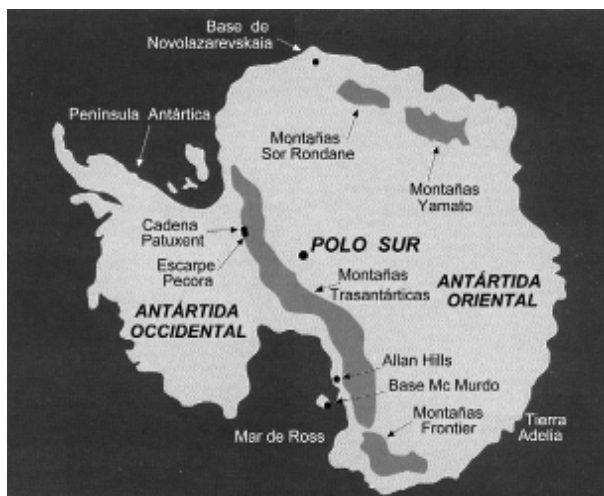 Base de
Novolazarevskaia
Península Antártica
Montañas
Sor Rondane
Montañas
Yamato
Cadena
Patuxent
Escarpe
Pecora
POLO SUR
Montañas
Trasantárticas
ANTÁRTIDA
ORIENTAL
ANTÁRTIDA
OCCIDENTAL
Allan Hills
Base Mc Murdo
Mar de Ross
Montañas
Frontier
Tierra
Adelia